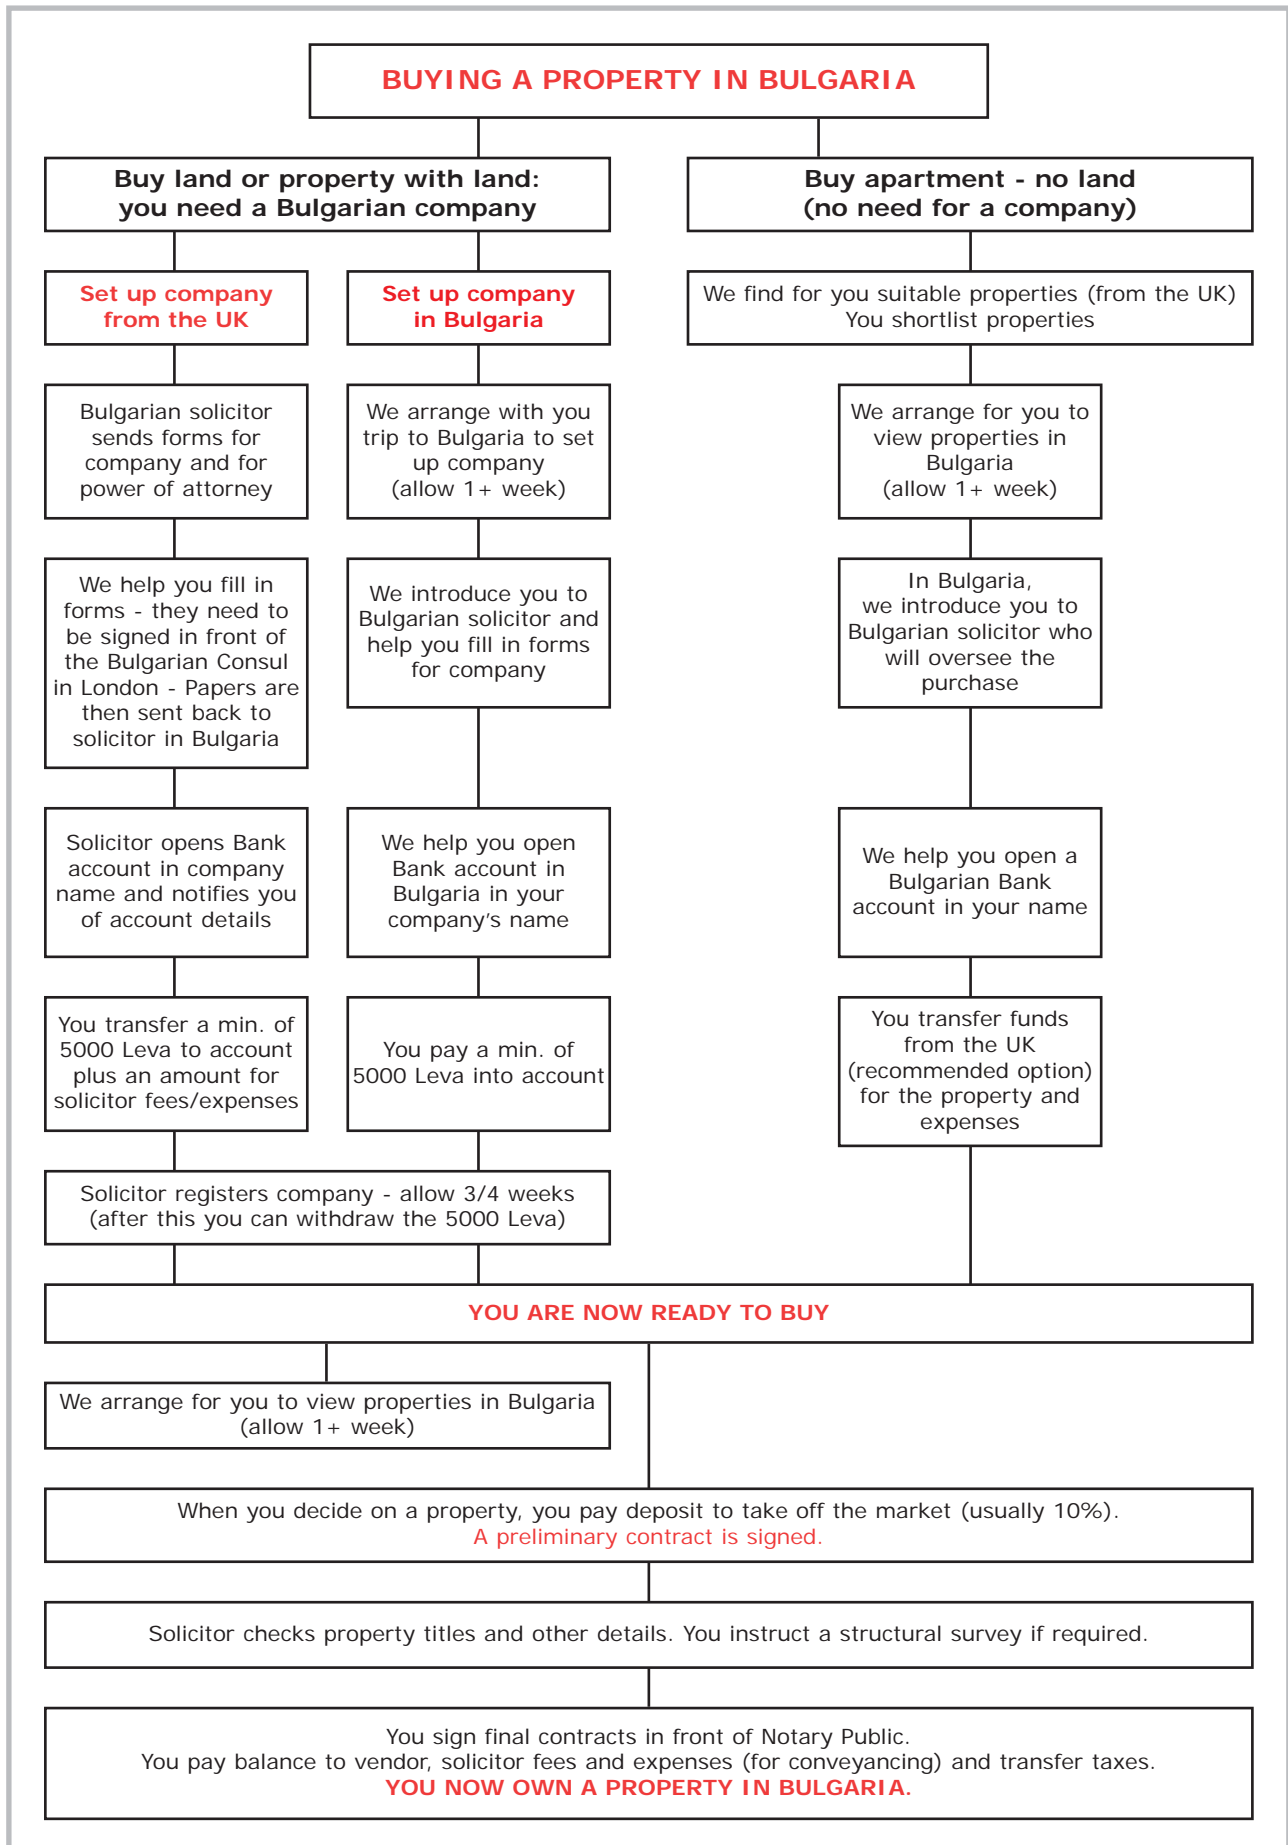 BUYING A PROPERTY IN BULGARIA
Buy land or property with land:
you need a Bulgarian company
Buy apartment - no land
(no need for a company)
Set up company
from the UK
Set up company
in Bulgaria
We find for you suitable properties (from the UK)
You shortlist properties
Bulgarian solicitor
sends forms for
company and for
power of attorney
We arrange with you
trip to Bulgaria to set
up company
(allow 1+ week)
We arrange for you to
view properties in
Bulgaria
(allow 1+ week)
We help you fill in
forms - they need to
be signed in front of
the Bulgarian Consul
in London - Papers are
then sent back to
solicitor in Bulgaria
We introduce you to
Bulgarian solicitor and
help you fill in forms
for company
In Bulgaria,
we introduce you to
Bulgarian solicitor who
will oversee the
purchase
Solicitor opens Bank
account in company
name and notifies you
of account details
We help you open
Bank account in
Bulgaria in your
company's name
We help you open a
Bulgarian Bank
account in your name
You transfer a min. of
5000 Leva to account
plus an amount for
solicitor fees/expenses
You pay a min. of
5000 Leva into account
You transfer funds
from the UK
(recommended option)
for the property and
expenses
Solicitor registers company - allow 3/4 weeks
(after this you can withdraw the 5000 Leva)
YOU ARE NOW READY TO BUY
We arrange for you to view properties in Bulgaria
(allow 1+ week)
When you decide on a property, you pay deposit to take off the market (usually 10%).
A preliminary contract is signed.
Solicitor checks property titles and other details. You instruct a structural survey if required.
You sign final contracts in front of Notary Public.
You pay balance to vendor, solicitor fees and expenses (for conveyancing) and transfer taxes.
YOU NOW OWN A PROPERTY IN BULGARIA.